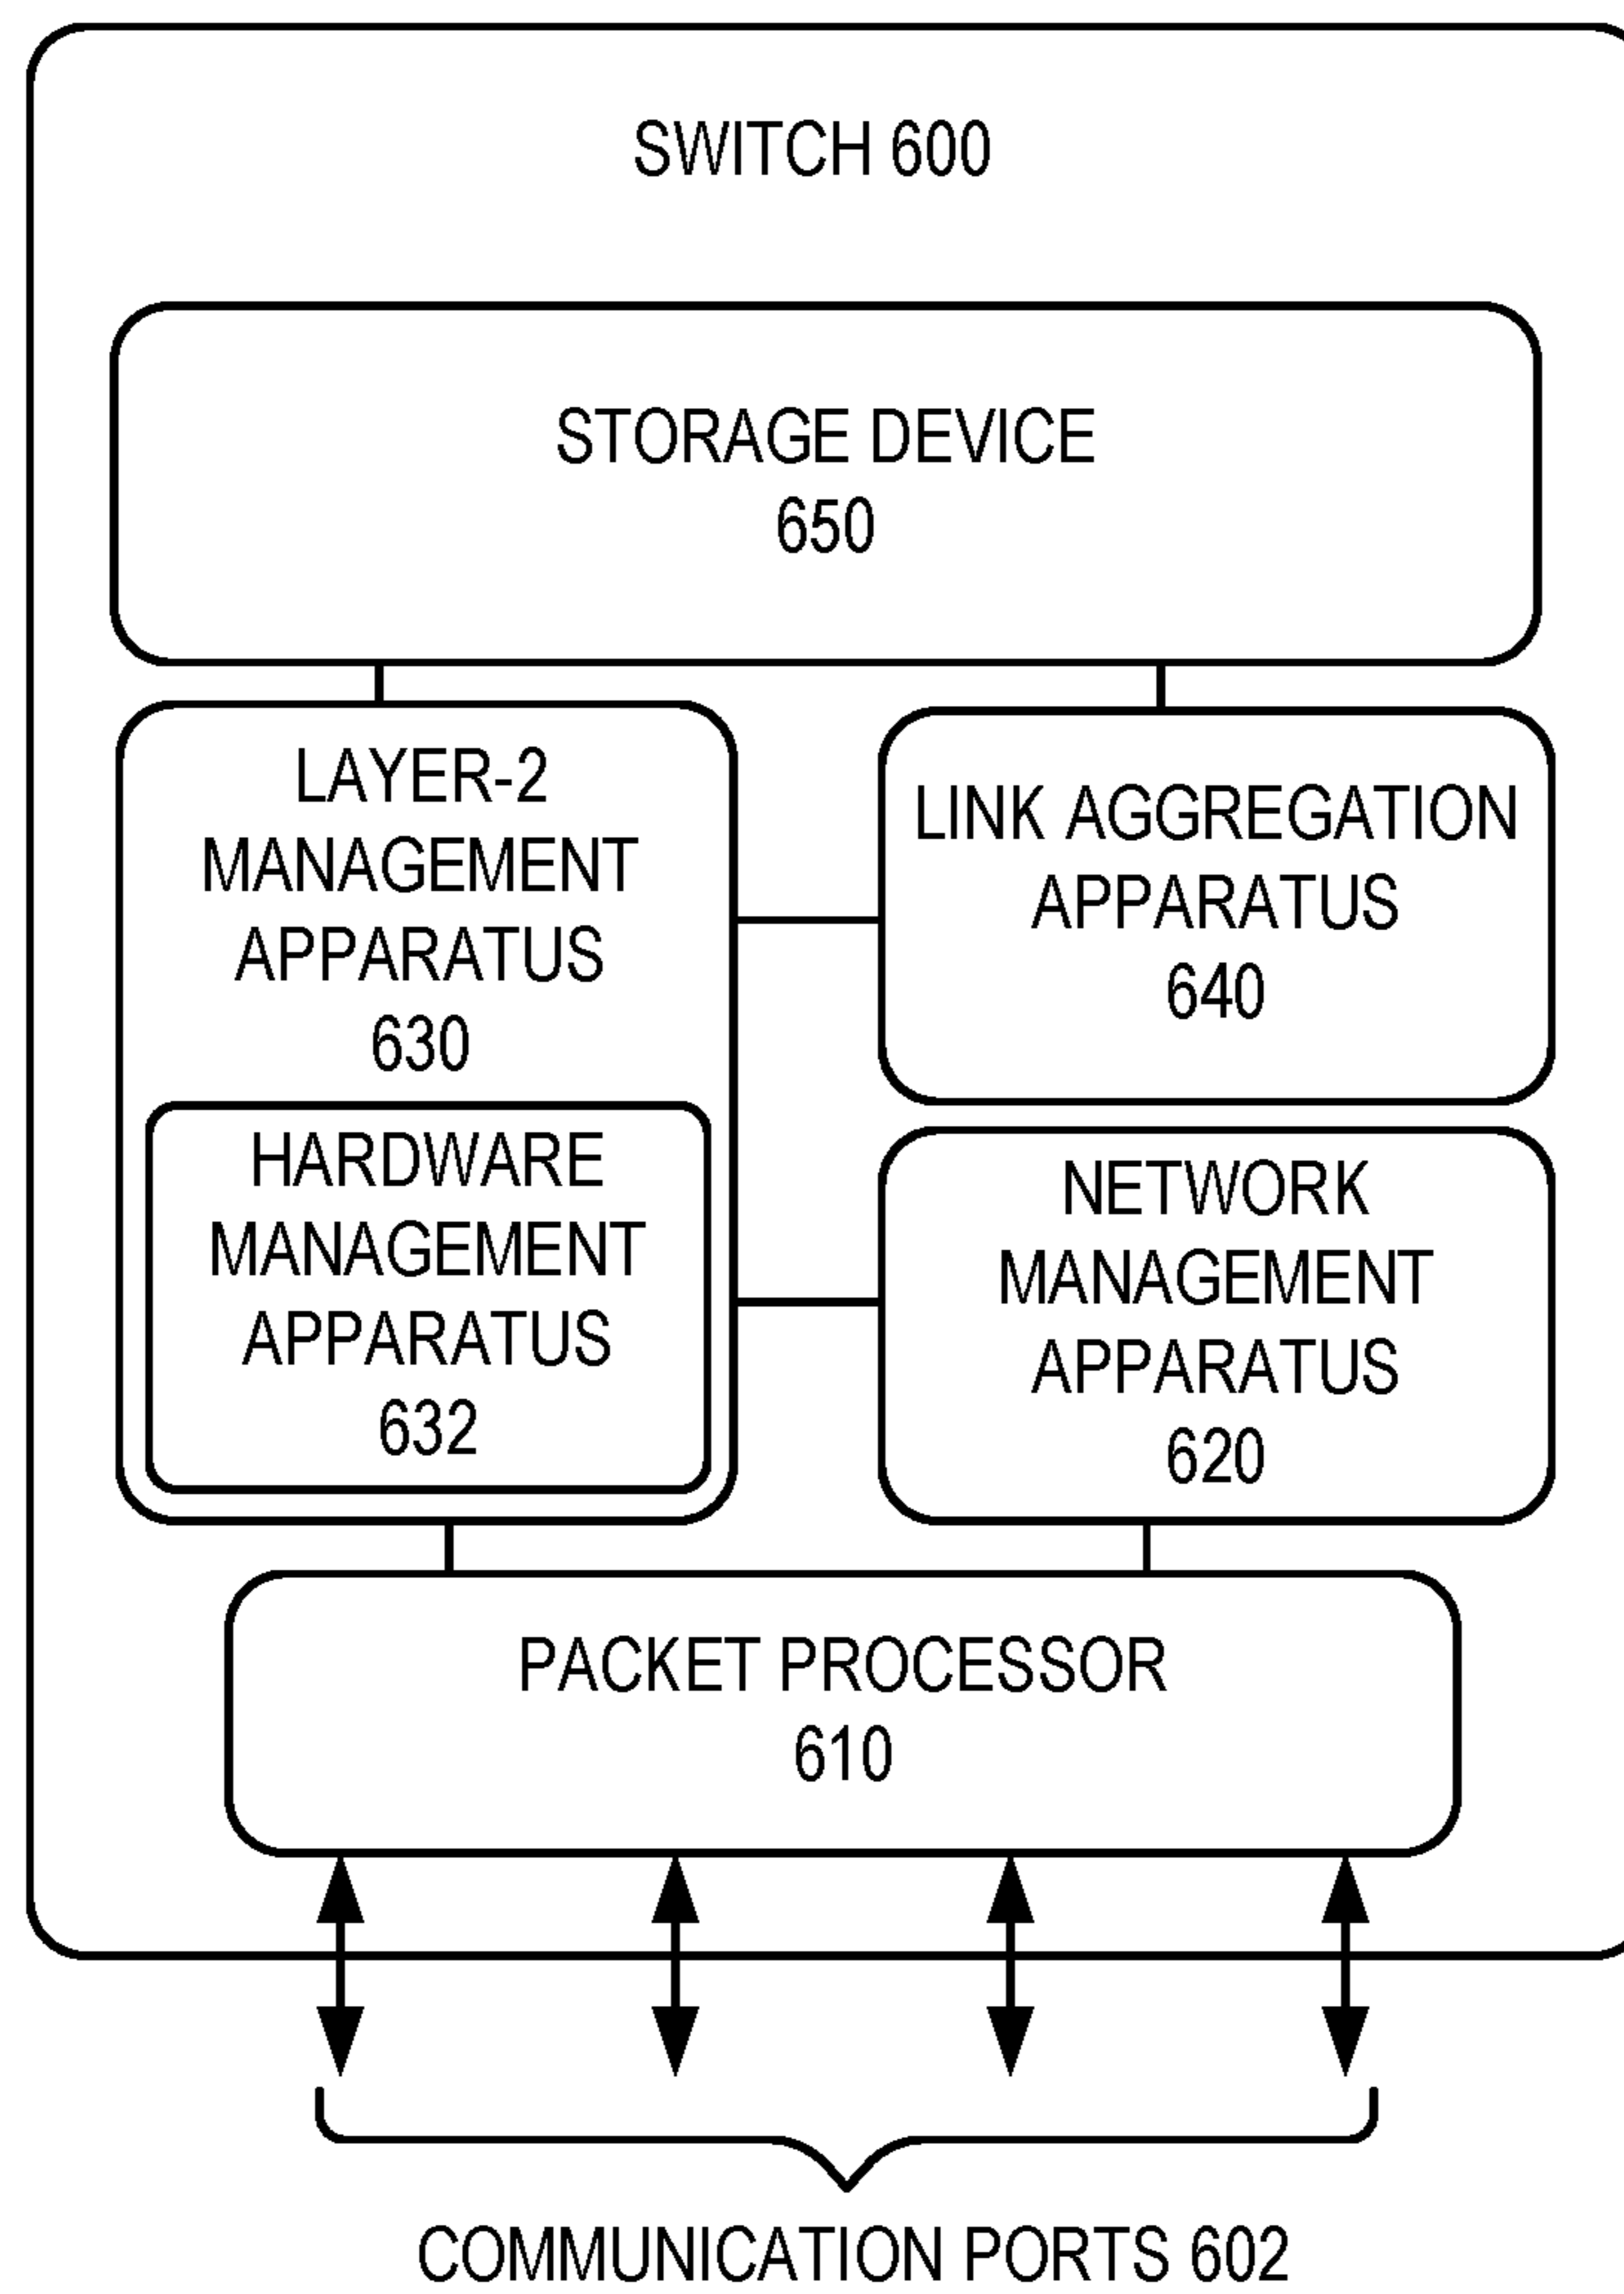 SWITCH 600
STORAGE DEVICE
650
LAYER-2
MANAGEMENT
APPARATUS
630
HARDWARE
MANAGEMENT
APPARATUS
632
LINK AGGREGATION
APPARATUS
640
NETWORK
MANAGEMENT
APPARATUS
620
PACKET PROCESSOR
610
COMMUNICATION PORTS 602